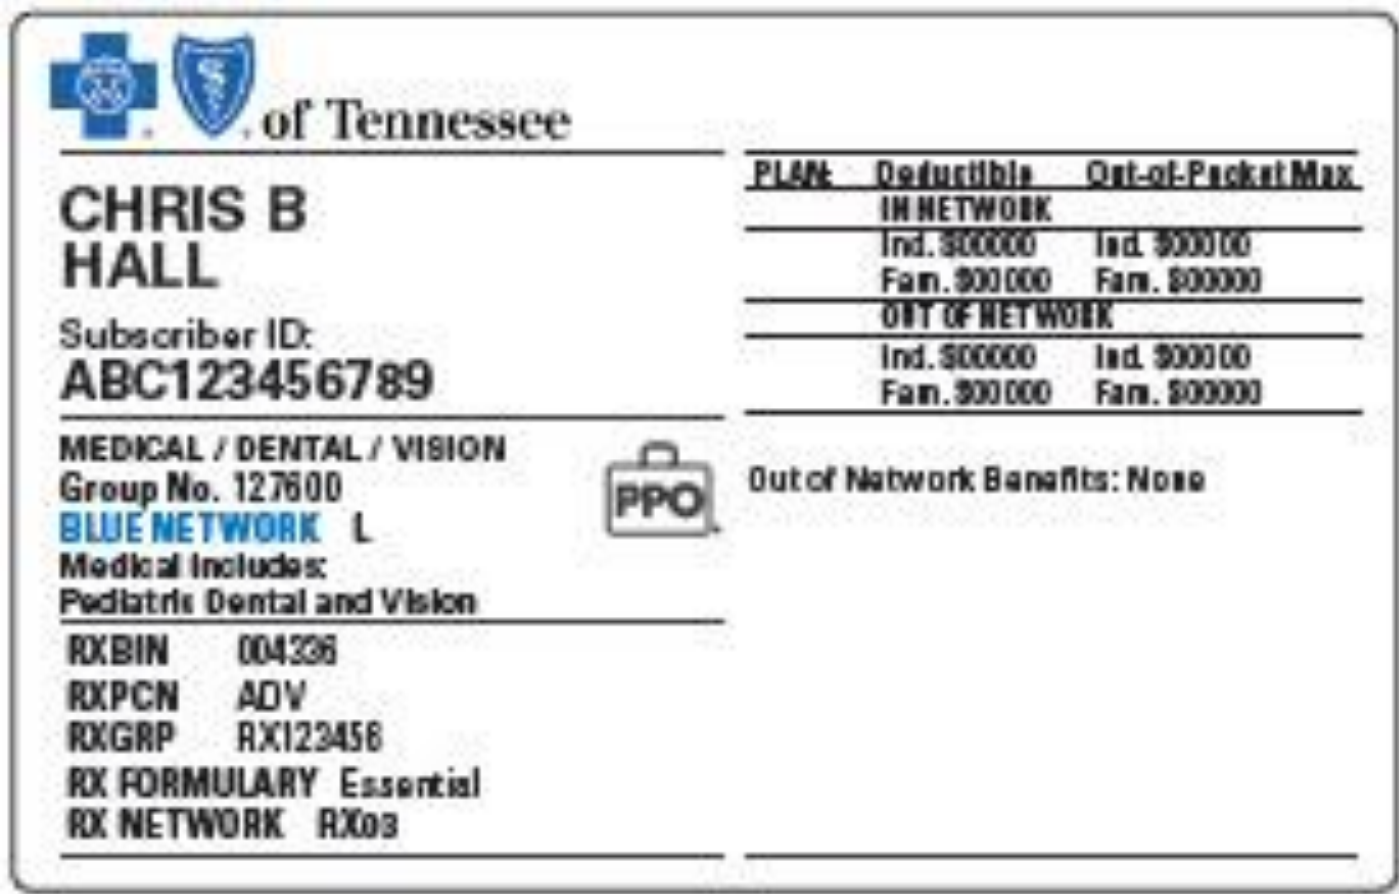 of Tennessee
CHRIS B
HALL
Subscriber ID:
ABC123456789
MEDICAL / DENTAL / VISION
Group No. 127600
BLUE NETWORK L
Medical Includes:
Pediatric Dental and Vision
PPO
RXBIN 004336
RXPCN ADV
RXGRP RX123456
RX FORMULARY Essential
RX NETWORK RX03
PLAN: Deductible Out-of-Pocket Max
IN NETWORK
Ind. $00000 Ind. $00000
Fam. $00000 Fam. $00000
OUT OF NETWORK
Ind. $00000 Ind. $00000
Fam. $00000 Fam. $00000
Out of Network Benefits: None